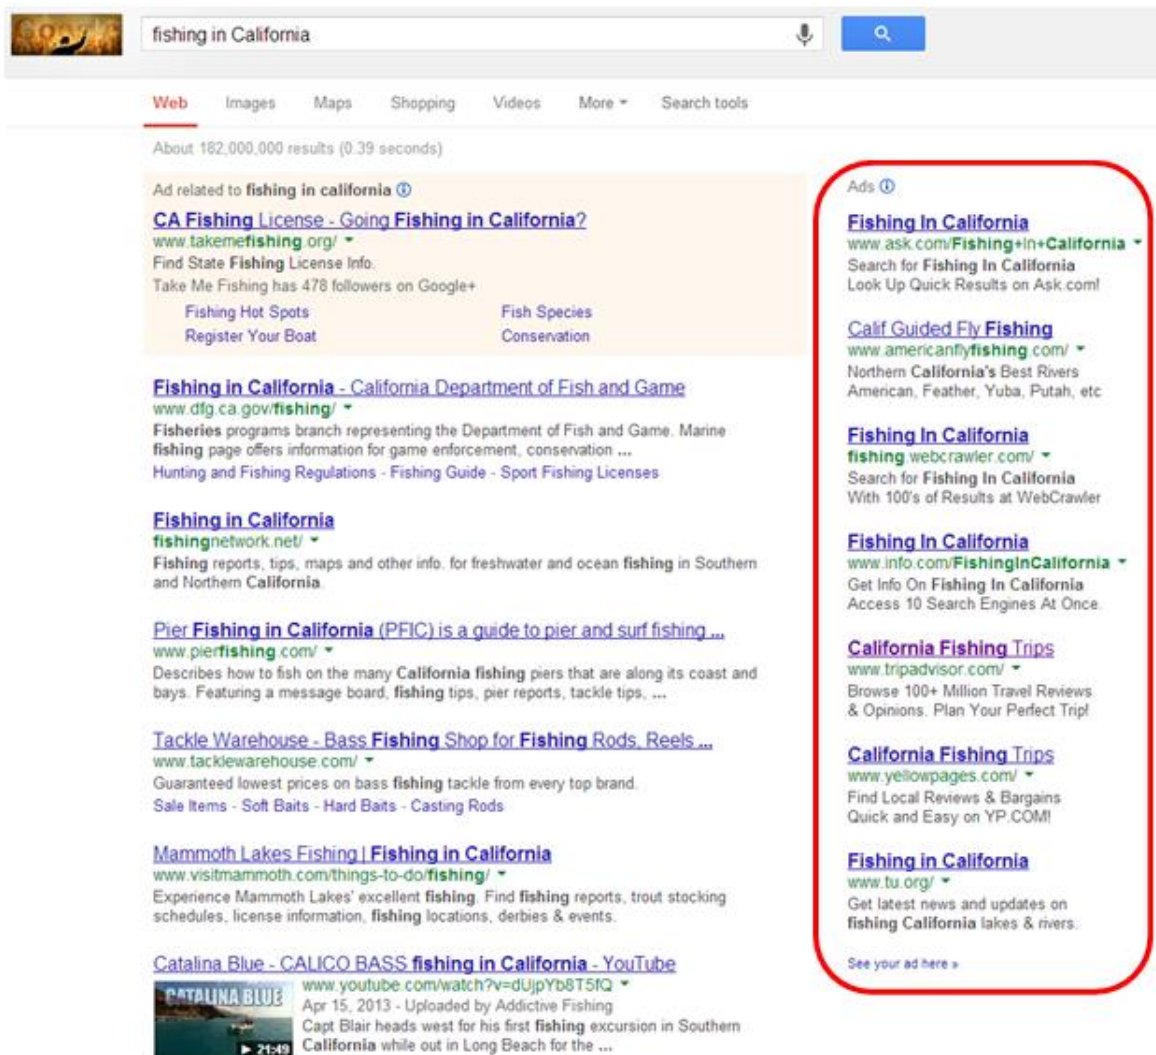 Google
fishing in California
Web Images Maps Shopping Videos More Search tools
About 182,000,000 results (0.39 seconds)
Ad related to fishing in california
CA Fishing License - Going Fishing in California?
www.takemefishing.org/
Find State Fishing License Info.
Take Me Fishing has 478 followers on Google+
Fishing Hot Spots Fish Species
Register Your Boat Conservation
Fishing in California - California Department of Fish and Game
www.dfg.ca.gov/fishing/
Fisheries programs branch representing the Department of Fish and Game. Marine
fishing page offers information for game enforcement, conservation ...
Hunting and Fishing Regulations - Fishing Guide - Sport Fishing Licenses
Fishing in California
fishingnetwork.net/
Fishing reports, tips, maps and other info. for freshwater and ocean fishing in Southern
and Northern California.
Pier Fishing in California (PFIC) is a guide to pier and surf fishing ...
www.pierfishing.com/
Describes how to fish on the many California fishing piers that are along its coast and
bays. Featuring a message board, fishing tips, pier reports, tackle tips, ...
Tackle Warehouse - Bass Fishing Shop for Fishing Rods, Reels ...
www.tacklewarehouse.com/
Guaranteed lowest prices on bass fishing tackle from every top brand.
Sale Items - Soft Baits - Hard Baits - Casting Rods
Mammoth Lakes Fishing | Fishing in California
www.visitmammoth.com/things-to-do/fishing/
Experience Mammoth Lakes' excellent fishing. Find fishing reports, trout stocking
schedules, license information, fishing locations, derbies & events.
Catalina Blue - CALICO BASS fishing in California - YouTube
CATALINA BLUE
21:49
www.youtube.com/watch?v=dUjpYb8T5fQ
Apr 15, 2013 - Uploaded by Addictive Fishing
Capt Blair heads west for his first fishing excursion in Southern
California while out in Long Beach for the ...
Ads
Fishing In California
www.ask.com/Fishing+In+California
Search for Fishing In California
Look Up Quick Results on Ask.com!
Calif Guided Fly Fishing
www.americanflyfishing.com/
Northern California's Best Rivers
American, Feather, Yuba, Putah, etc
Fishing In California
fishing.webcrawler.com/
Search for Fishing In California
With 100's of Results at WebCrawler
Fishing In California
www.info.com/FishingInCalifornia
Get Info On Fishing In California
Access 10 Search Engines At Once.
California Fishing Trips
www.tripadvisor.com/
Browse 100+ Million Travel Reviews
& Opinions. Plan Your Perfect Trip!
California Fishing Trips
www.yellowpages.com/
Find Local Reviews & Bargains
Quick and Easy on YP.COM!
Fishing in California
www.tu.org/
Get latest news and updates on
fishing California lakes & rivers.
See your ad here »